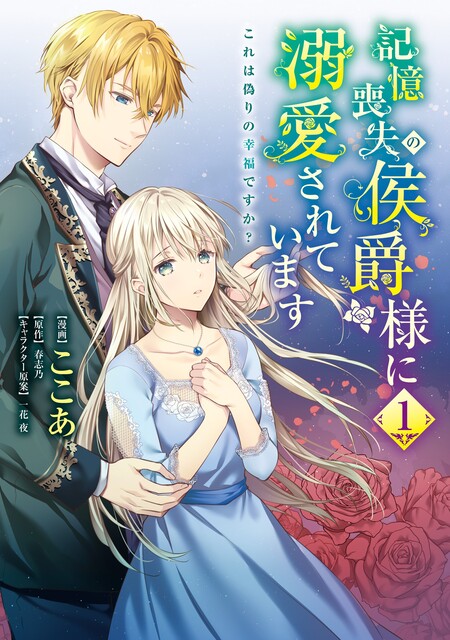 記憶喪失の侯爵様に
溺愛されています
これは偽りの幸福ですか?
1
【漫画】ここあ
【原作】春志乃
【キャラクター原案】一花 夜